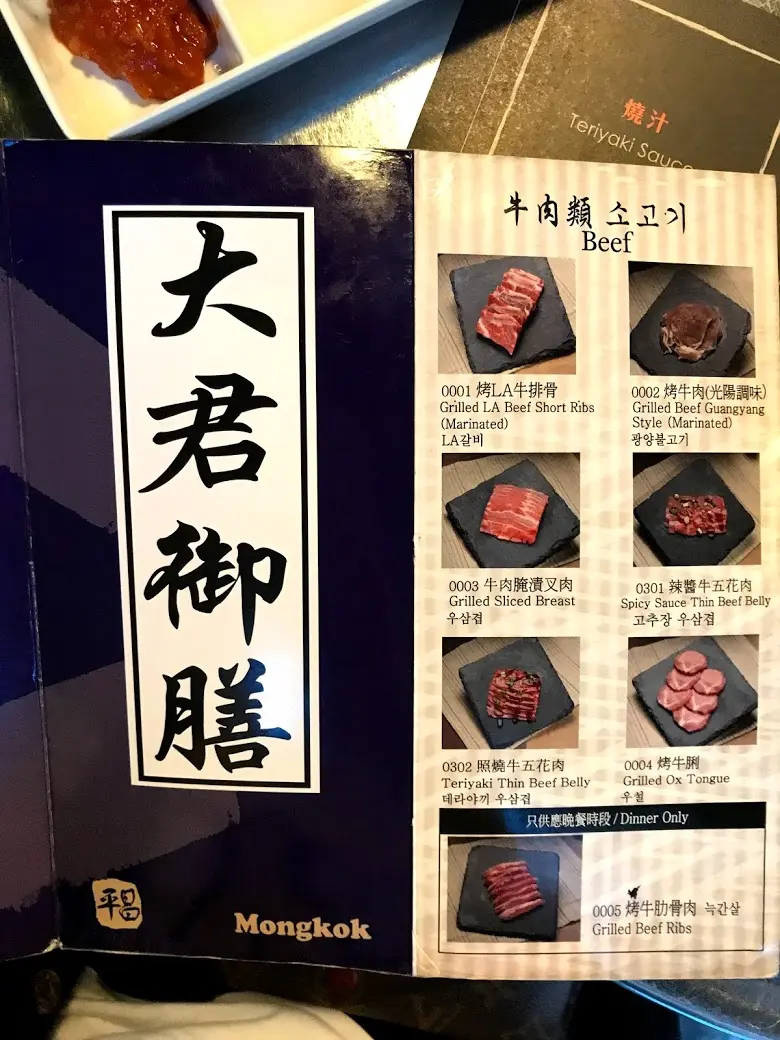 燒汁
Teriyaki Sauce
大君御膳
平昌
Mongkok
牛肉類 소고기
Beef
0001 烤LA牛排骨
Grilled LA Beef Short Ribs
(Marinated)
LA갈비
0002 烤牛肉(光陽調味)
Grilled Beef Guangyang
Style (Marinated)
광양불고기
0003 牛肉腌漬叉肉
Grilled Sliced Breast
우삼겹
0301 辣醬牛五花肉
Spicy Sauce Thin Beef Belly
고추장 우삼겹
0302 照燒牛五花肉
Teriyaki Thin Beef Belly
데라야끼 우삼겹
0004 烤牛脷
Grilled Ox Tongue
우설
只供應晚餐時段 / Dinner Only
0005 烤牛肋骨肉 늑간살
Grilled Beef Ribs